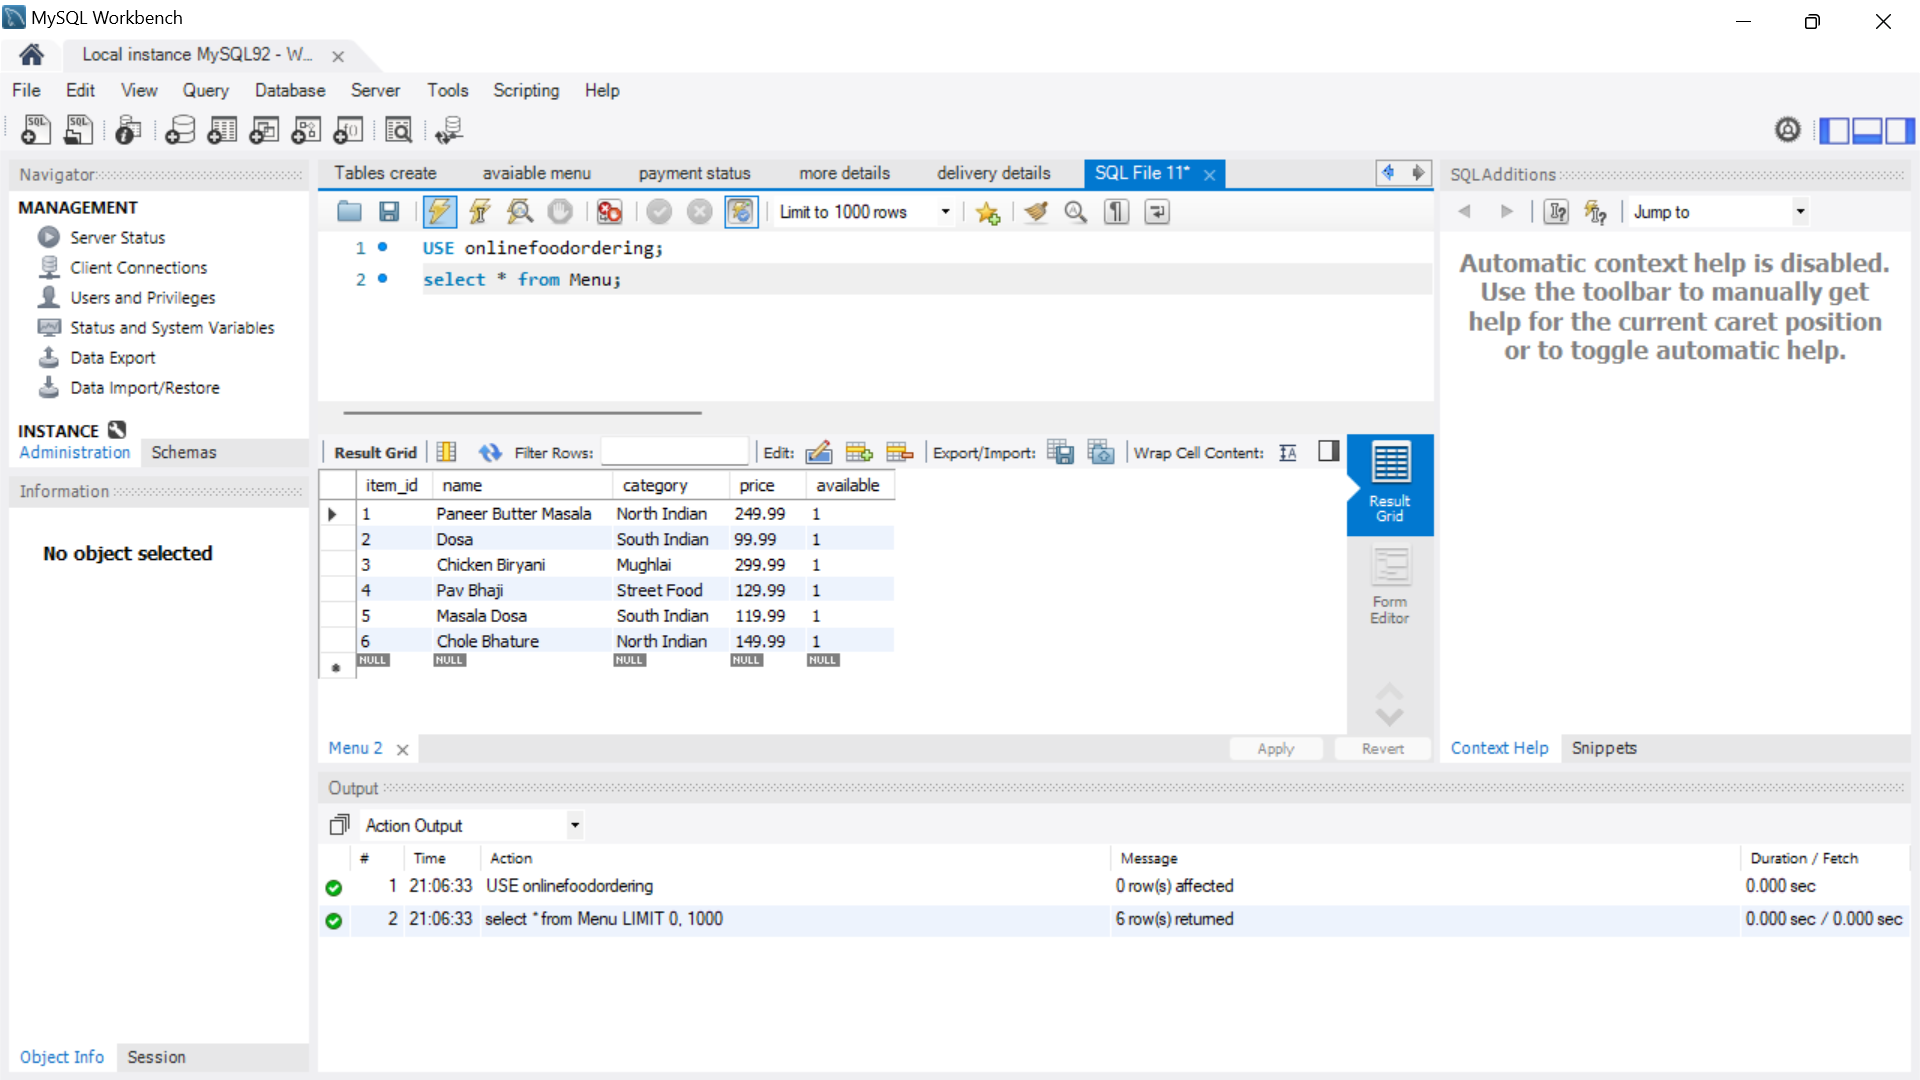 MySQL Workbench
Local instance MySQL92 - W...
File Edit View Query Database Server Tools Scripting Help
Navigator
MANAGEMENT
Server Status
Client Connections
Users and Privileges
Status and System Variables
Data Export
Data Import/Restore
INSTANCE
Administration Schemas
Information
No object selected
Object Info Session
Tables create avaiable menu payment status more details delivery details SQL File 11*
Limit to 1000 rows
1 USE onlinefoodordering;
2 select * from Menu;
Result Grid Filter Rows: Edit: Export/Import: Wrap Cell Content:
item_id name category price available
1 Paneer Butter Masala North Indian 249.99 1
2 Dosa South Indian 99.99 1
3 Chicken Biryani Mughlai 299.99 1
4 Pav Bhaji Street Food 129.99 1
5 Masala Dosa South Indian 119.99 1
6 Chole Bhature North Indian 149.99 1
NULL NULL NULL NULL NULL
Result
Grid
Form
Editor
Menu 2 Apply Revert
SQLAdditions
Jump to
Automatic context help is disabled.
Use the toolbar to manually get
help for the current caret position
or to toggle automatic help.
Context Help Snippets
Output
Action Output
# Time Action Message Duration / Fetch
1 21:06:33 USE onlinefoodordering 0 row(s) affected 0.000 sec
2 21:06:33 select * from Menu LIMIT 0, 1000 6 row(s) returned 0.000 sec / 0.000 sec